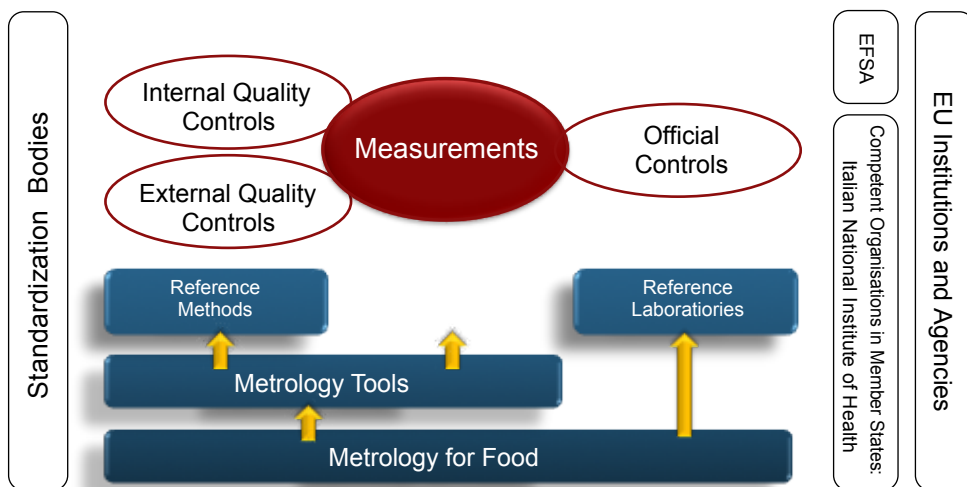 Standardization Bodies
Internal Quality
Controls
External Quality
Controls
Measurements
Official
Controls
Reference
Methods
Reference
Laboratiories
Metrology Tools
Metrology for Food
EFSA
Competent Organisations in Member States:
Italian National Institute of Health
EU Institutions and Agencies